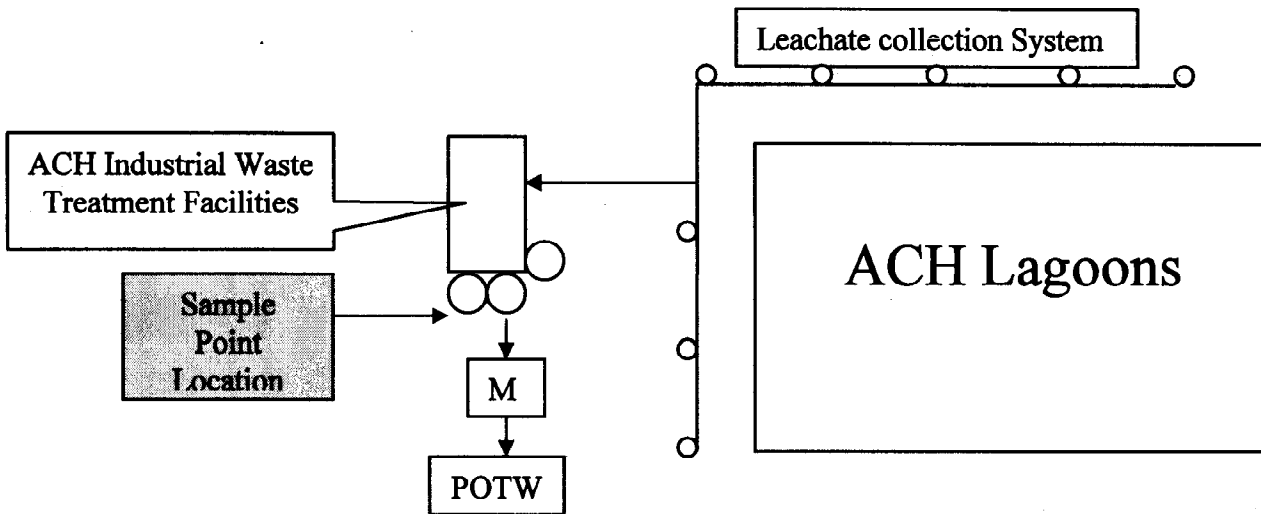 Leachate collection System
ACH Industrial Waste
Treatment Facilities
ACH Lagoons
Sample
Point
Location
M
POTW